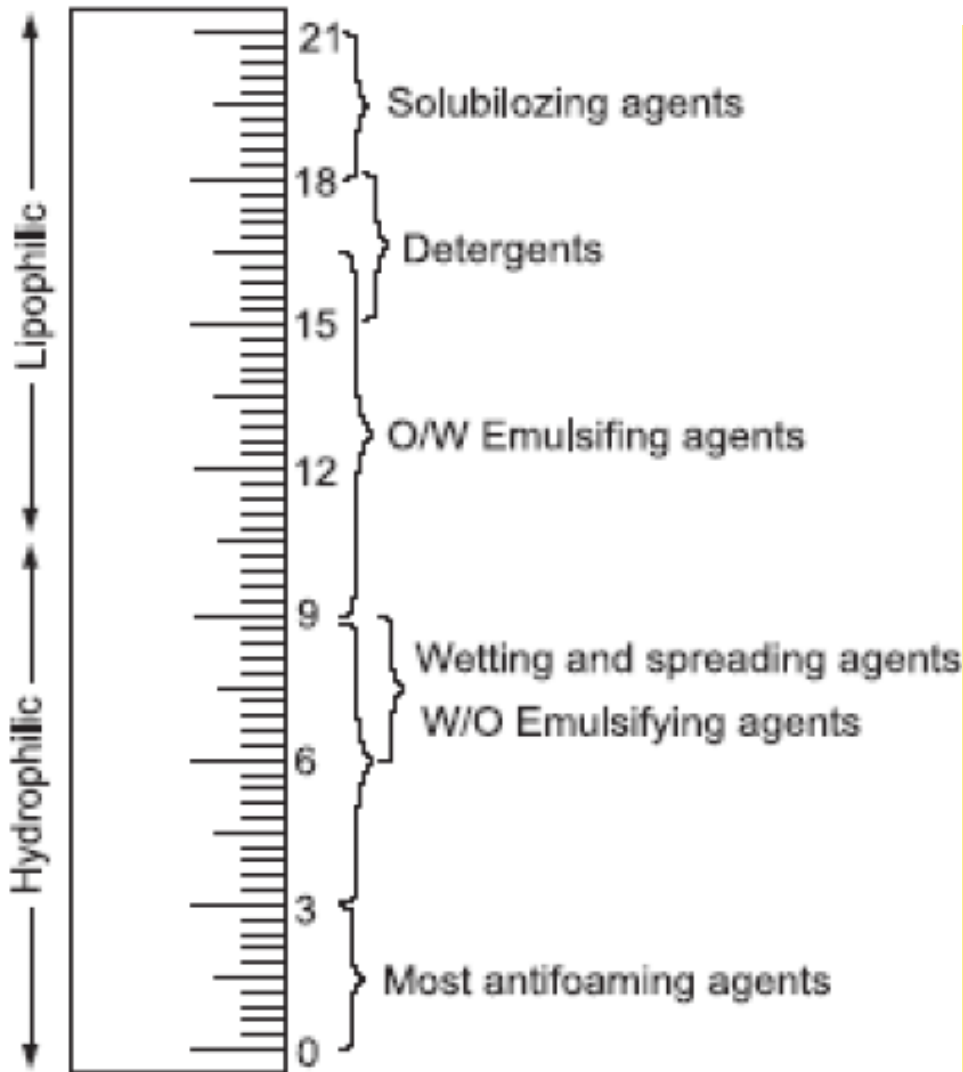 21
Solubilozing agents
18
Detergents
15
O/W Emulsifing agents
12
9
Wetting and spreading agents
W/O Emulsifying agents
6
3
Most antifoaming agents
0
Lipophilic
Hydrophilic